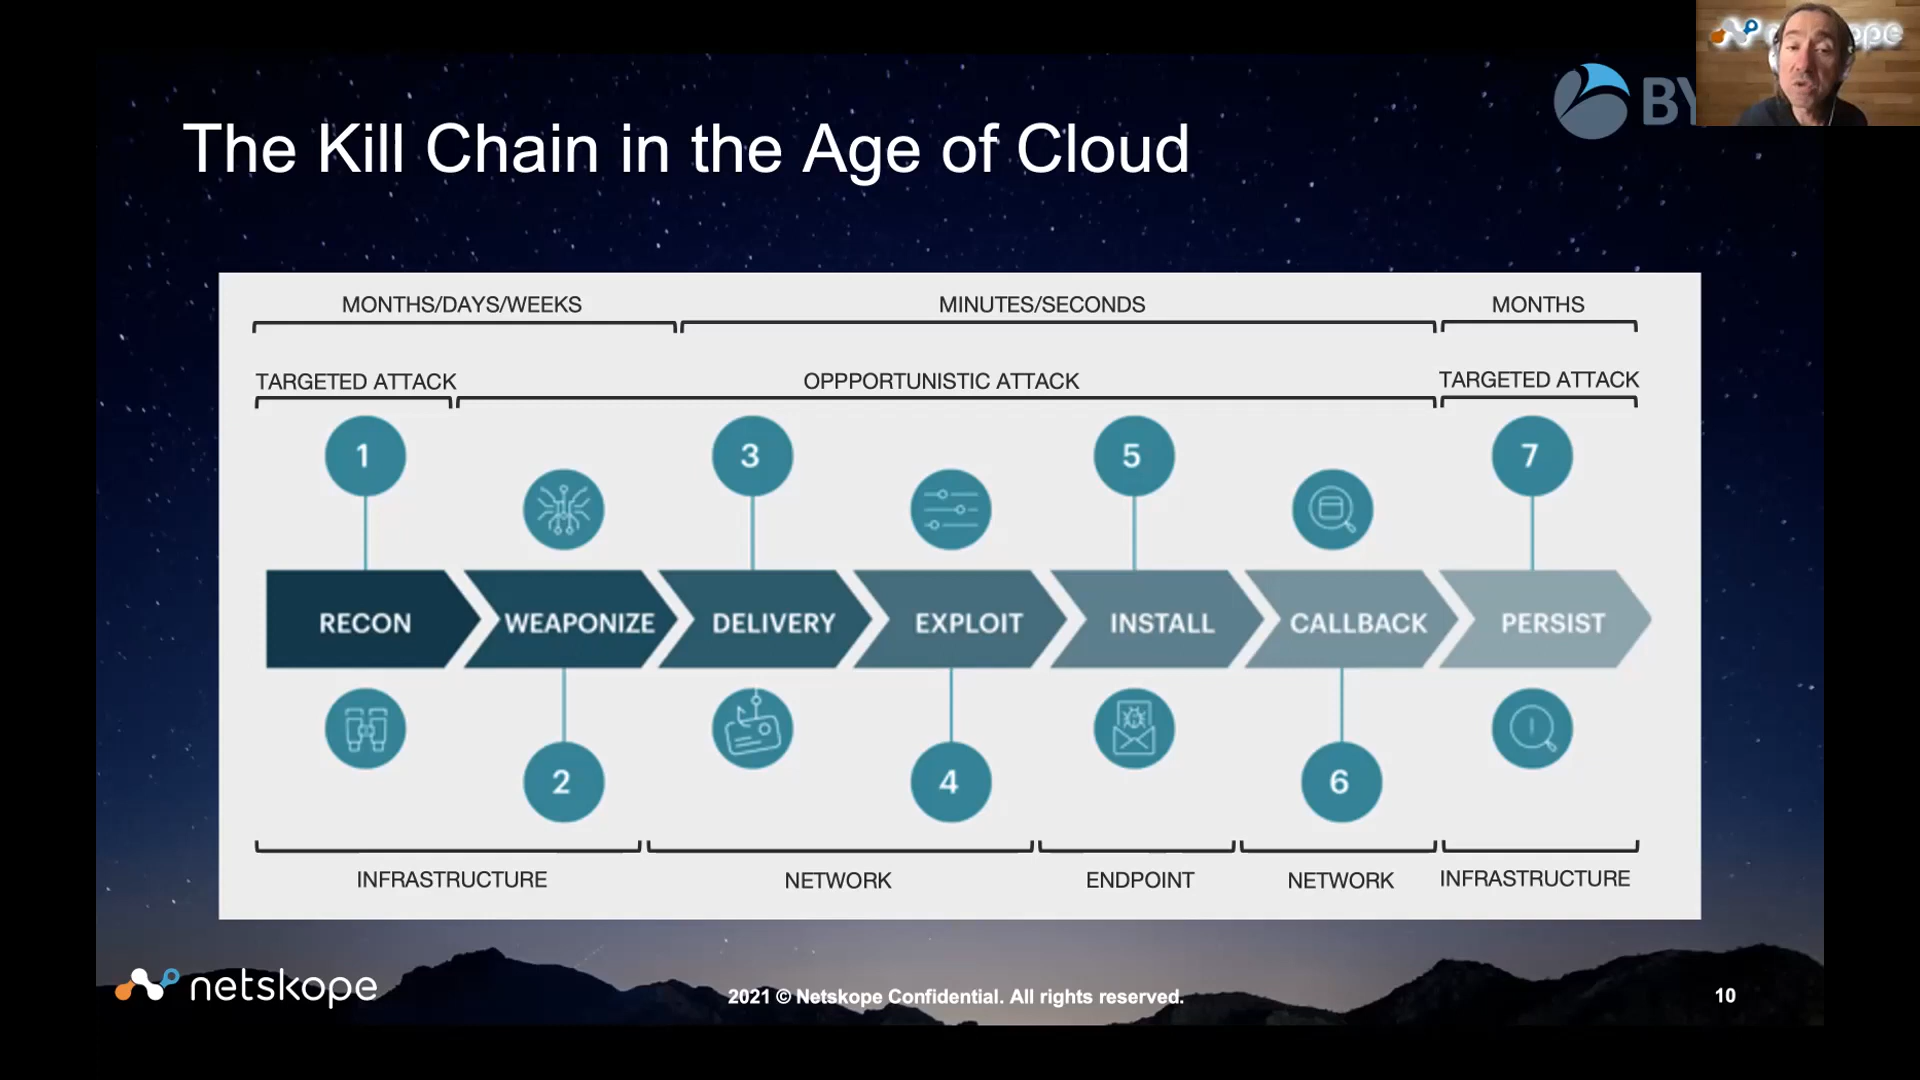 The Kill Chain in the Age of Cloud
BY
MONTHS/DAYS/WEEKS
MINUTES/SECONDS
MONTHS
TARGETED ATTACK
OPPPORTUNISTIC ATTACK
TARGETED ATTACK
1
3
5
7
RECON
WEAPONIZE
DELIVERY
EXPLOIT
INSTALL
CALLBACK
PERSIST
2
4
6
INFRASTRUCTURE
NETWORK
ENDPOINT
NETWORK
INFRASTRUCTURE
netskope
2021 © Netskope Confidential. All rights reserved.
10